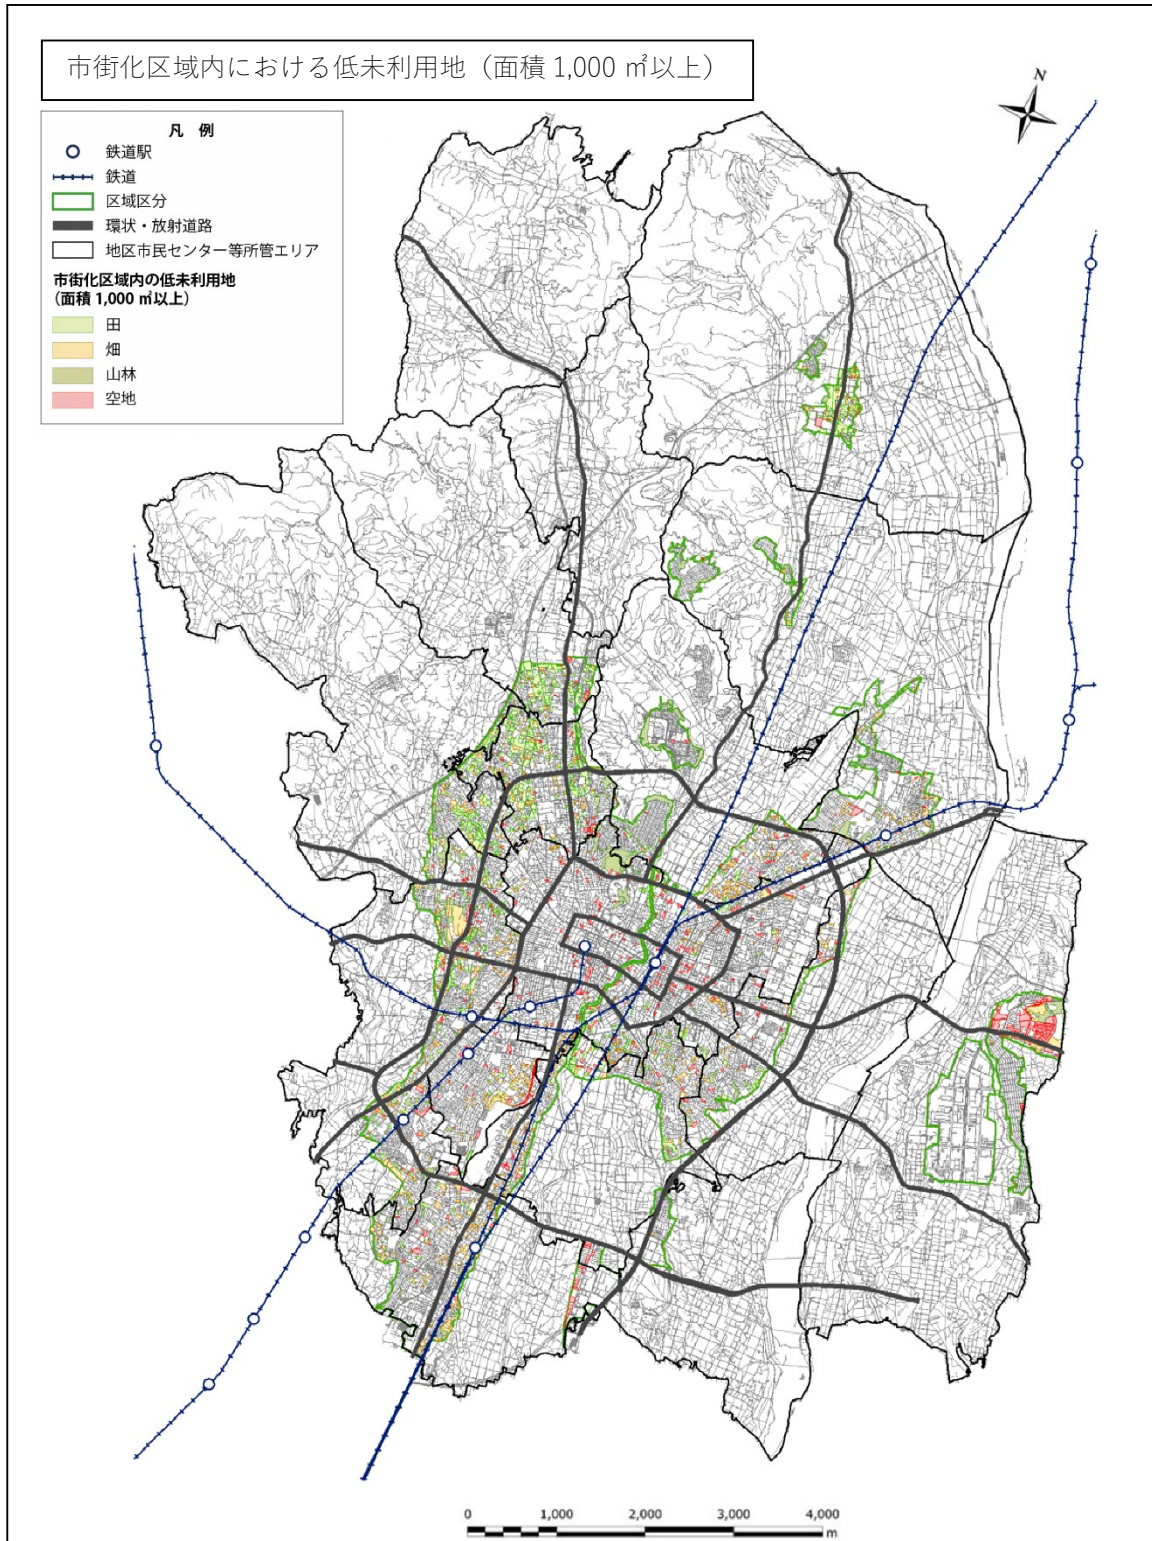 市街化区域内における低未利用地（面積 1,000 ㎡以上）
N
凡 例
鉄道駅
鉄道
区域区分
環状・放射道路
地区市民センター等所管エリア
市街化区域内の低未利用地
（面積 1,000 ㎡以上）
田
畑
山林
空地
0 1,000 2,000 3,000 4,000
m